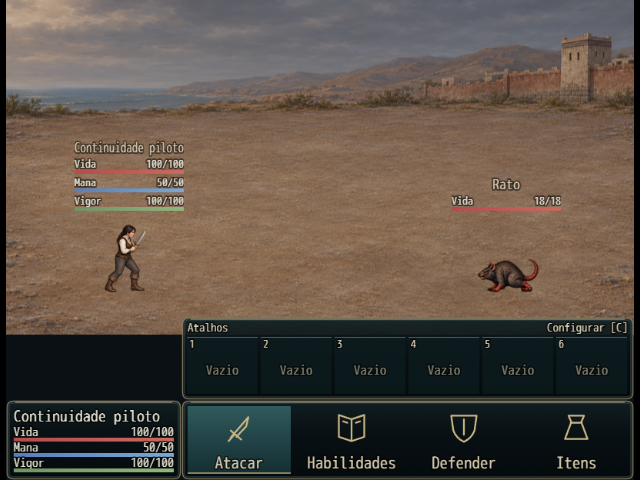 Continuidade piloto
Vida 100/100
Mana 50/50
Vigor 100/100
Rato
Vida 18/18
Atalhos Configurar [C]
1 2 3 4 5 6
Vazio Vazio Vazio Vazio Vazio Vazio
Continuidade piloto
Vida 100/100
Mana 50/50
Vigor 100/100
Atacar Habilidades Defender Itens